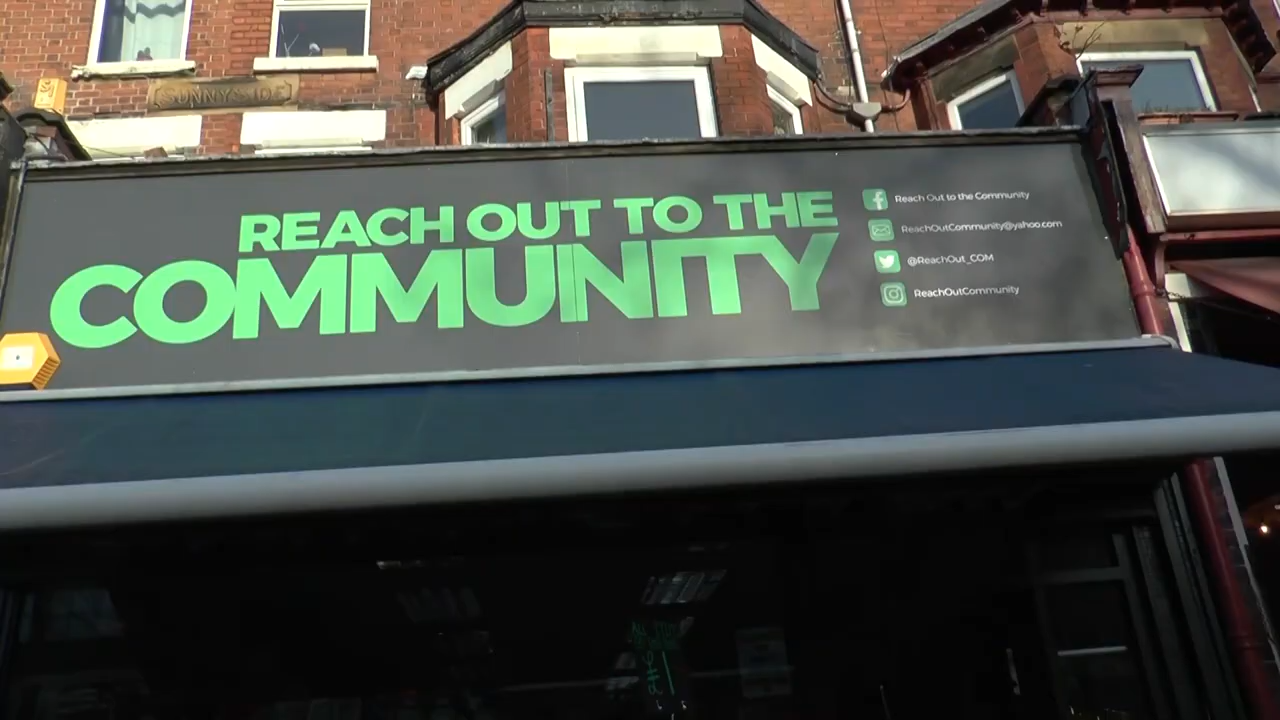 SUNNYSIDE
REACH OUT TO THE
COMMUNITY
Reach Out to the Community
ReachOutCommunity@yahoo.com
@ReachOut_COM
ReachOutCommunity